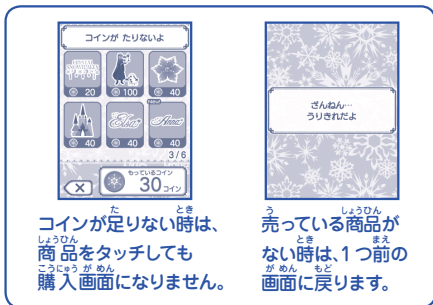 コインが たりないよ
20
100
40
40
Elsa
40
Anna
40
3/6
もっているコイン
30コイン
コインが足りない時は、
商品をタッチしても
購入画面になりません。
ざんねん…
うりきれだよ
売っている商品が
ない時は、1つ前の
画面に戻ります。